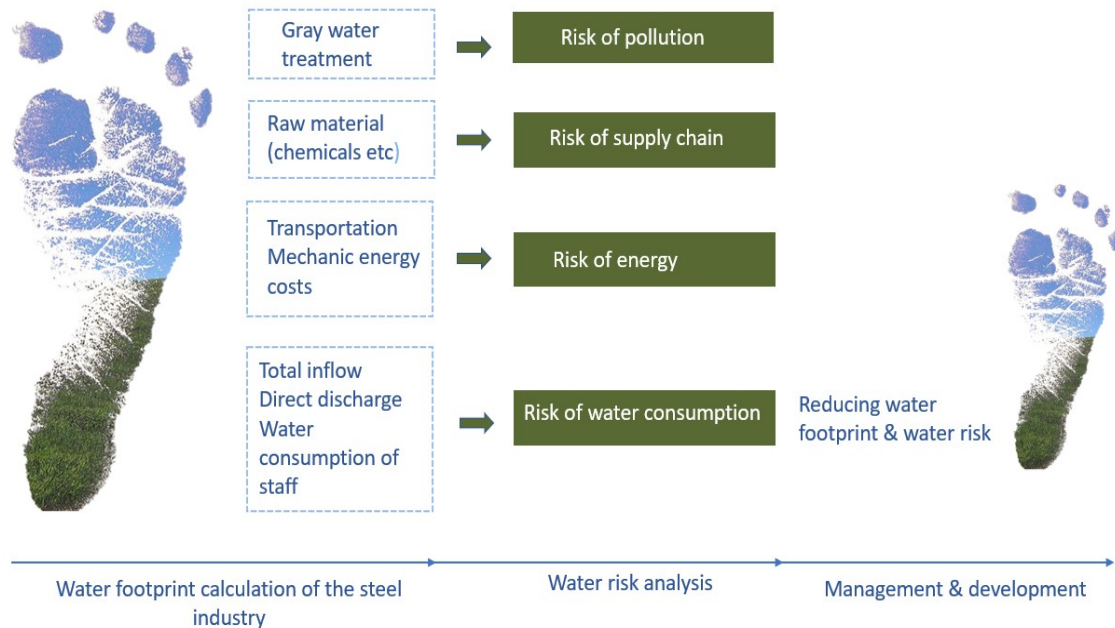 Gray water
treatment
Risk of pollution
Raw material
(chemicals etc)
Risk of supply chain
Transportation
Mechanic energy
costs
Risk of energy
Total inflow
Direct discharge
Water
consumption of
staff
Risk of water consumption
Reducing water
footprint & water risk
Water footprint calculation of the steel
industry
Water risk analysis
Management & development